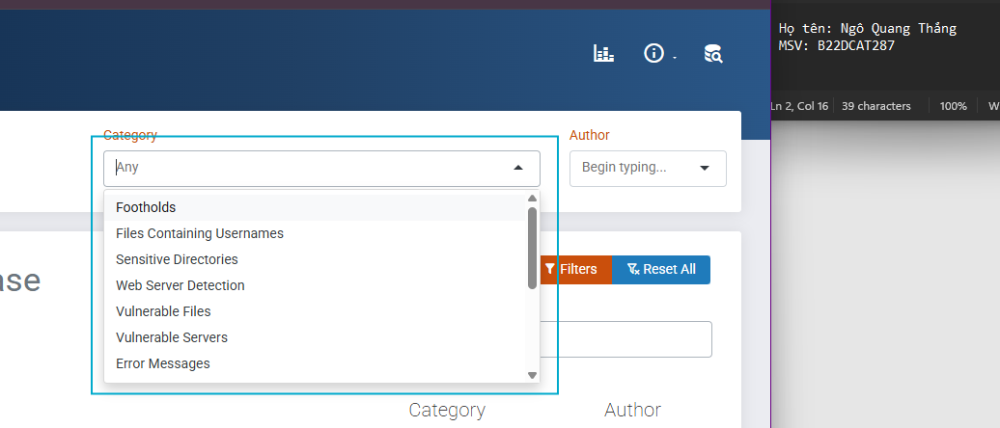 Họ tên: Ngô Quang Thắng
MSV: B22DCAT287
Ln 2, Col 16
39 characters
100%
W
Category
Author
Any
Begin typing...
Footholds
Files Containing Usernames
Sensitive Directories
Web Server Detection
Vulnerable Files
Vulnerable Servers
Error Messages
ase
Filters
Reset All
Category
Author